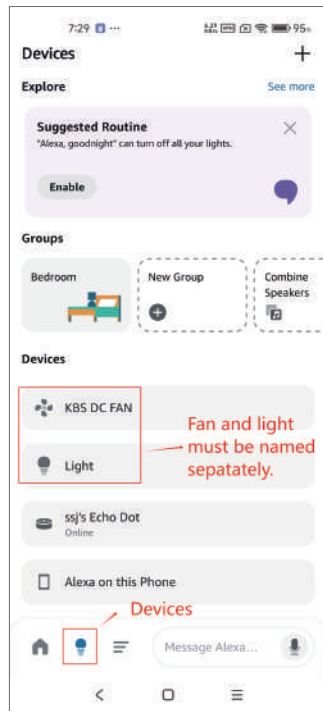 7:29
95%
Devices
Explore
See more
Suggested Routine
"Alexa, goodnight" can turn off all your lights.
Enable
Groups
Bedroom
New Group
Combine
Speakers
Devices
KBS DC FAN
Light
Fan and light
must be named
sepatately.
ssj's Echo Dot
Online
Alexa on this Phone
Devices
Message Alexa...